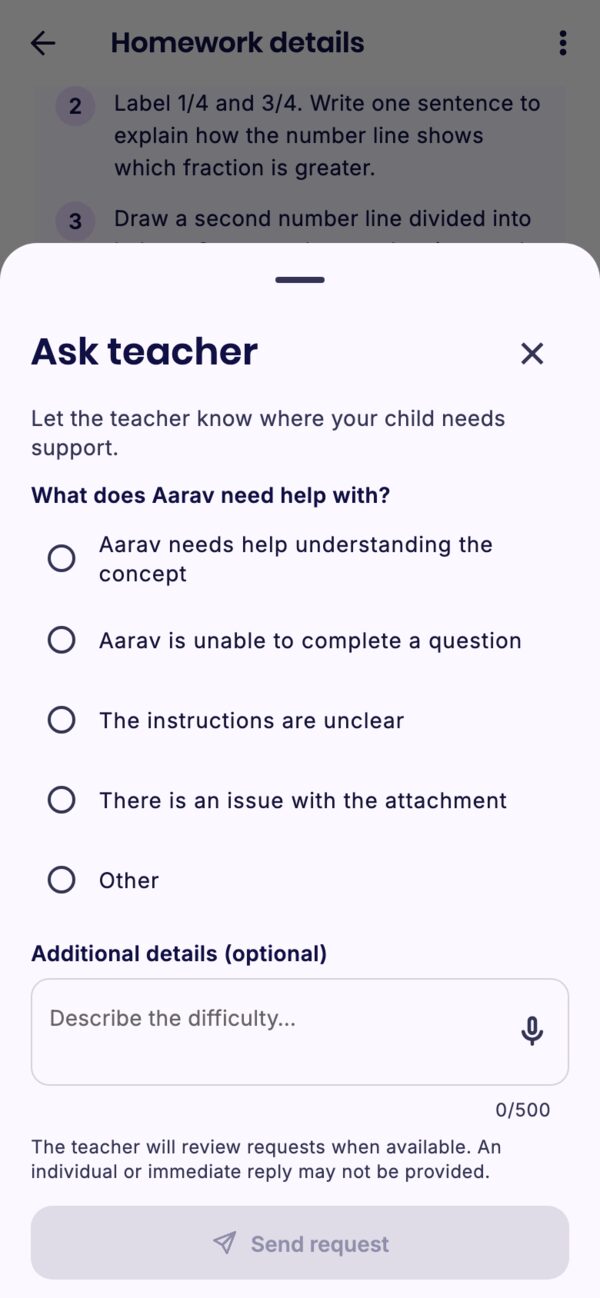 Homework details
2 Label 1/4 and 3/4. Write one sentence to
explain how the number line shows
which fraction is greater.
3 Draw a second number line divided into
Ask teacher
Let the teacher know where your child needs
support.
What does Aarav need help with?
Aarav needs help understanding the
concept
Aarav is unable to complete a question
The instructions are unclear
There is an issue with the attachment
Other
Additional details (optional)
Describe the difficulty...
0/500
The teacher will review requests when available. An
individual or immediate reply may not be provided.
Send request